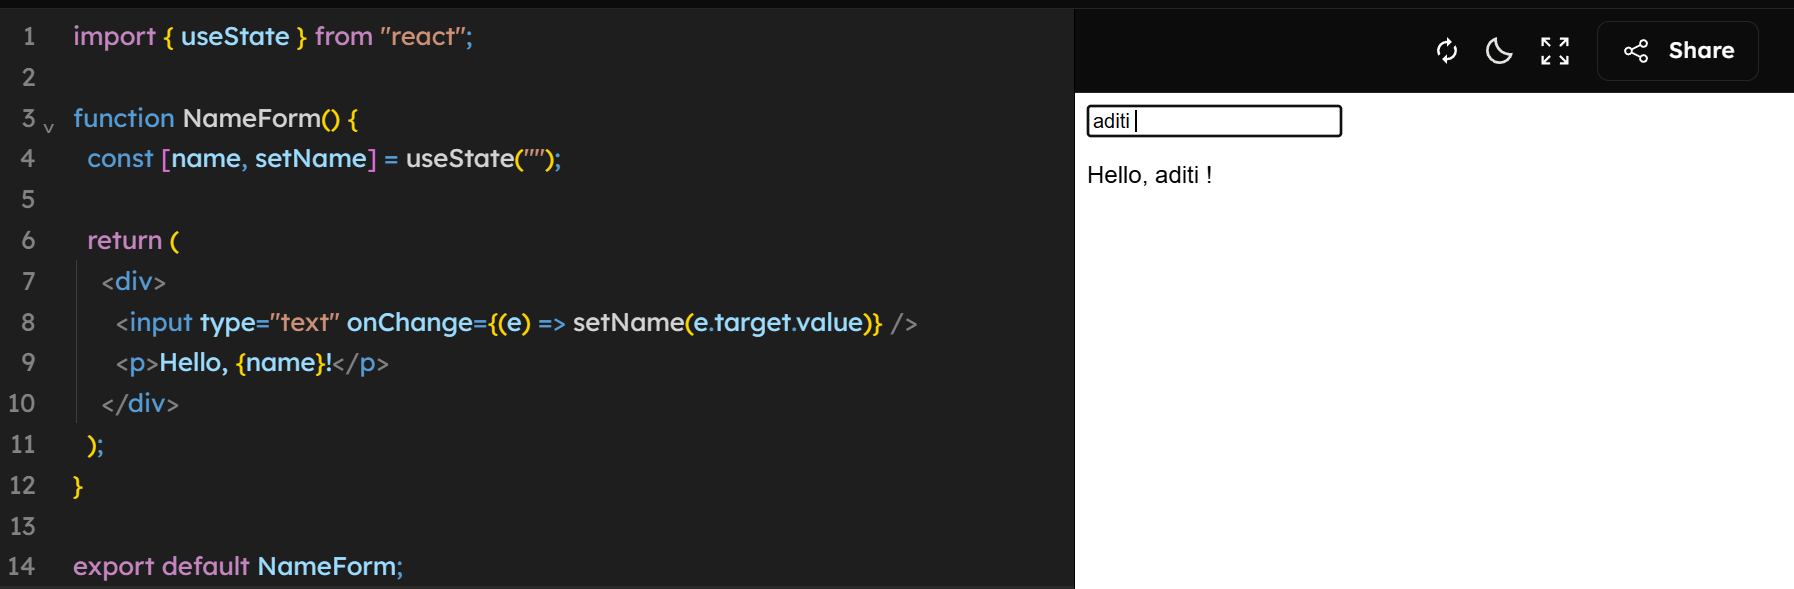 1 import { useState } from "react";
2
3 function NameForm() {
4 const [name, setName] = useState("");
5
6 return (
7 <div>
8 <input type="text" onChange={(e) => setName(e.target.value)} />
9 <p>Hello, {name}!</p>
10 </div>
11 );
12 }
13
14 export default NameForm;
Share
aditi
Hello, aditi !